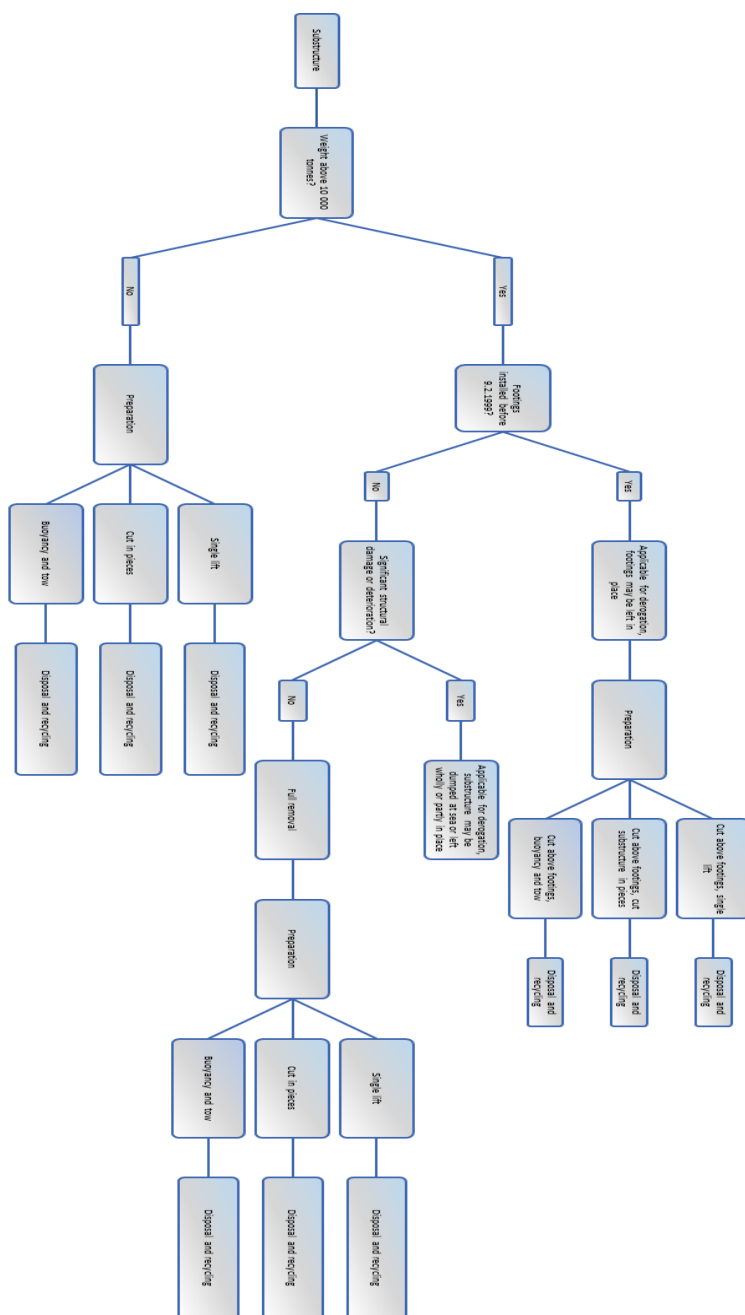 Substructure
Weight above 10 000
tonnes?
Yes
Footings
installed before
9.2.1999?
Yes
Applicable for derogation,
footings may be left in
place
Preparation
Cut above footings, single
lift
Disposal and
recycling
Cut above footings, cut
substructure in pieces
Disposal and
recycling
Cut above footings,
buoyancy and tow
Disposal and
recycling
No
Significant structural
damage or deterioration?
Yes
Applicable for derogation,
substructure may be
dumped at sea or left
wholly or partly in place
No
Full removal
Preparation
Single lift
Disposal and recycling
Cut in pieces
Disposal and recycling
Buoyancy and tow
Disposal and recycling
No
Preparation
Single lift
Disposal and recycling
Cut in pieces
Disposal and recycling
Buoyancy and tow
Disposal and recycling